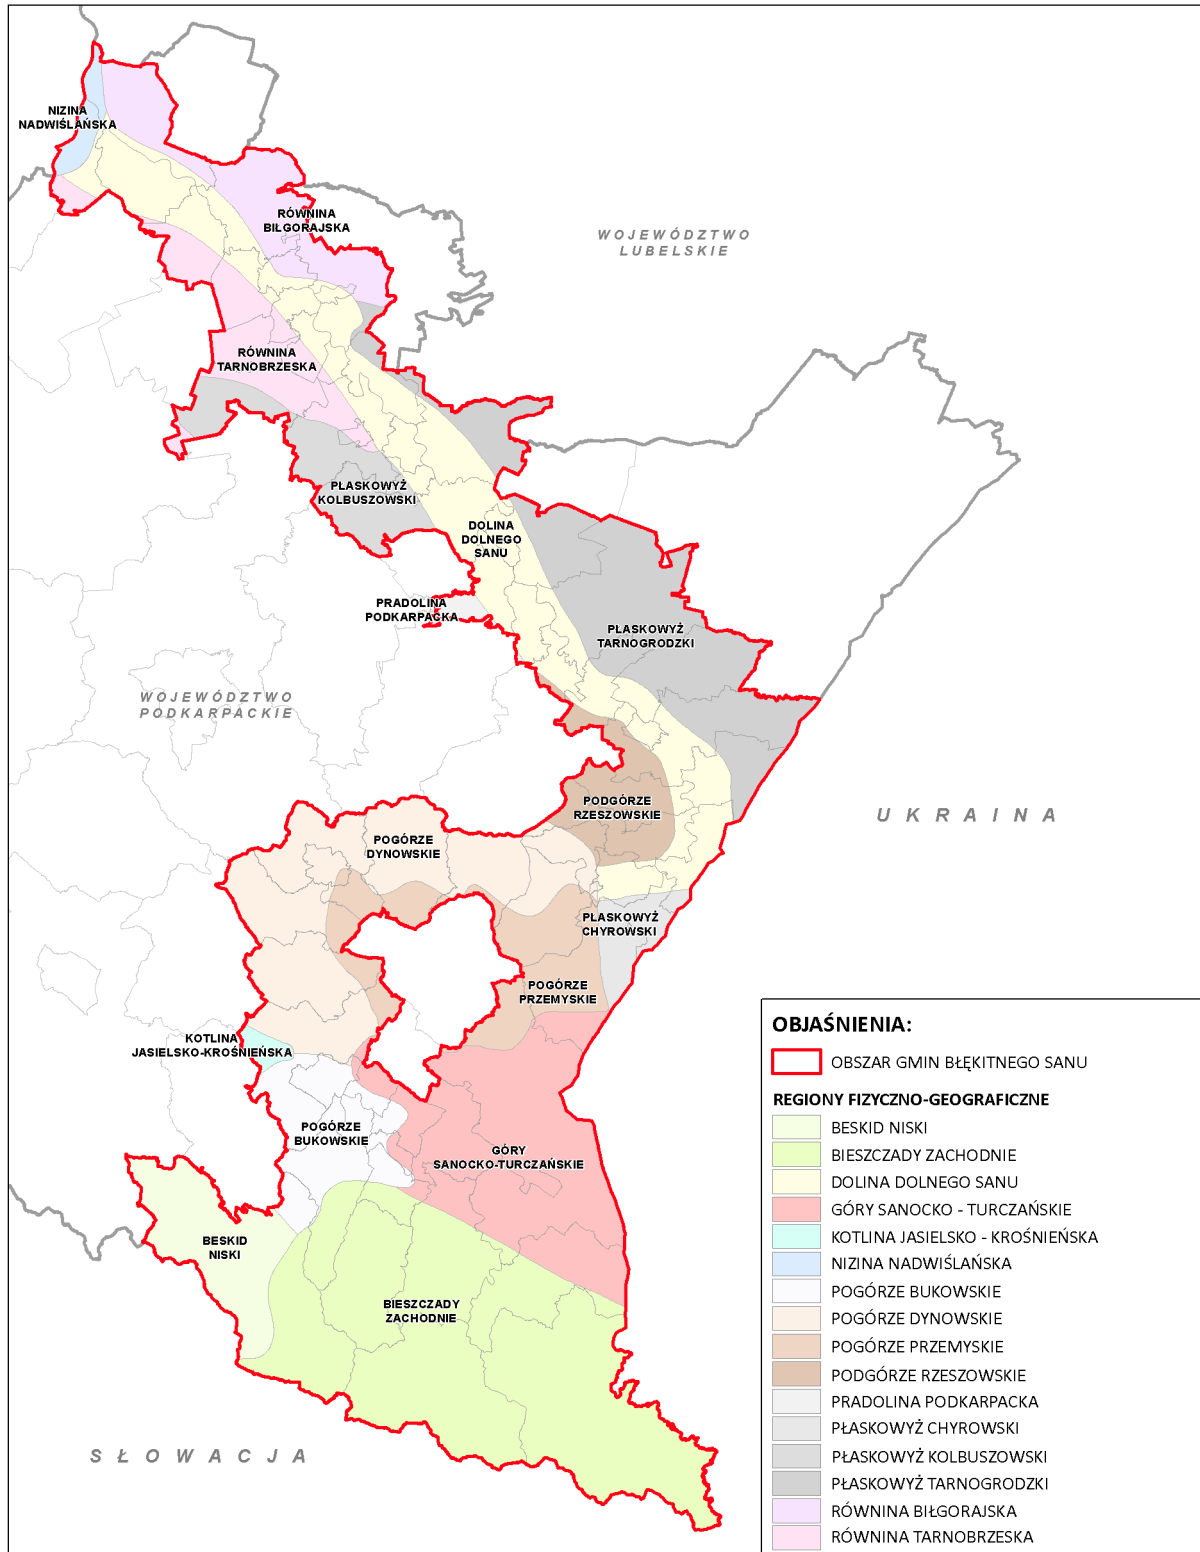 NIZINA
NADWIŚLAŃSKA
RÓWNINA
BIŁGORAJSKA
WOJEWÓDZTWO
LUBELSKIE
RÓWNINA
TARNOBRZESKA
PŁASKOWYŻ
KOLBUSZOWSKI
DOLINA
DOLNEGO
SANU
PRADOLINA
PODKARPACKA
PŁASKOWYŻ
TARNOGRODZKI
WOJEWÓDZTWO
PODKARPACKIE
PODGÓRZE
RZESZOWSKIE
UKRAINA
POGÓRZE
DYNOWSKIE
PŁASKOWYŻ
CHYROWSKI
POGÓRZE
PRZEMYSKIE
KOTLINA
JASIELSKO-KROŚNIEŃSKA
POGÓRZE
BUKOWSKIE
GÓRY
SANOCKO-TURCZAŃSKIE
BESKID
NISKI
BIESZCZADY
ZACHODNIE
SŁOWACJA
OBJAŚNIENIA:
OBSZAR GMIN BŁĘKITNEGO SANU
REGIONY FIZYCZNO-GEOGRAFICZNE
BESKID NISKI
BIESZCZADY ZACHODNIE
DOLINA DOLNEGO SANU
GÓRY SANOCKO - TURCZAŃSKIE
KOTLINA JASIELSKO - KROŚNIEŃSKA
NIZINA NADWIŚLAŃSKA
POGÓRZE BUKOWSKIE
POGÓRZE DYNOWSKIE
POGÓRZE PRZEMYSKIE
PODGÓRZE RZESZOWSKIE
PRADOLINA PODKARPACKA
PŁASKOWYŻ CHYROWSKI
PŁASKOWYŻ KOLBUSZOWSKI
PŁASKOWYŻ TARNOGRODZKI
RÓWNINA BIŁGORAJSKA
RÓWNINA TARNOBRZESKA